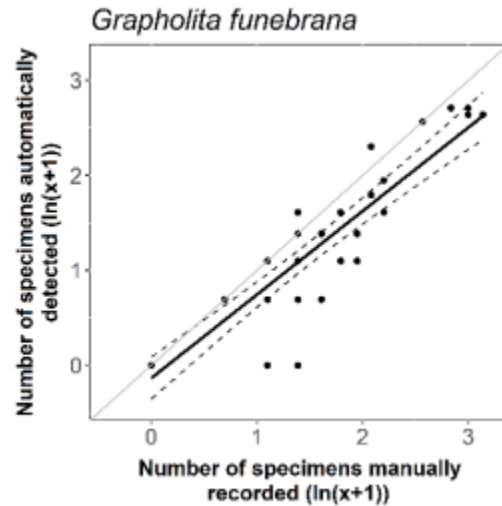 Grapholita funebrana
Number of specimens automatically
detected (ln(x+1))
3
2
1
0
0 1 2 3
Number of specimens manually
recorded (ln(x+1))